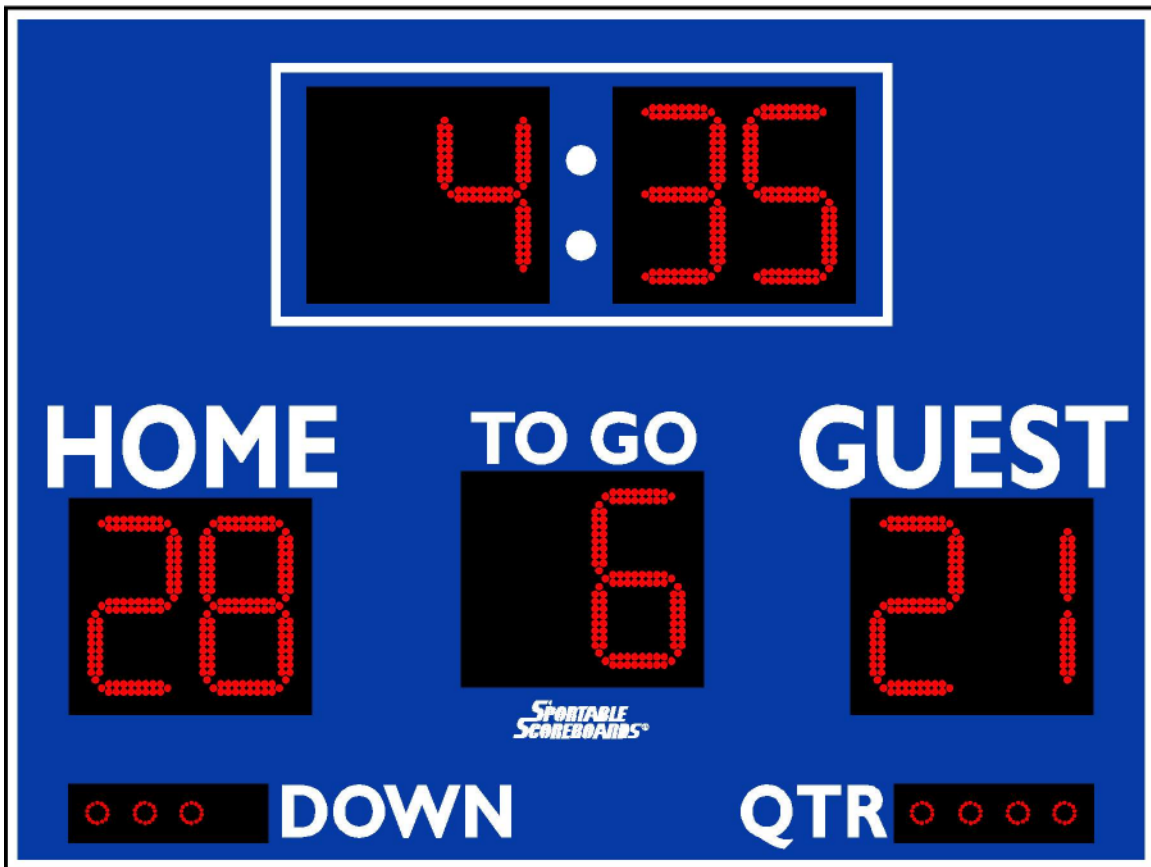 4:35
HOME TO GO GUEST
28 6 21
SPORTABLE
SCOREBOARDS®
DOWN QTR